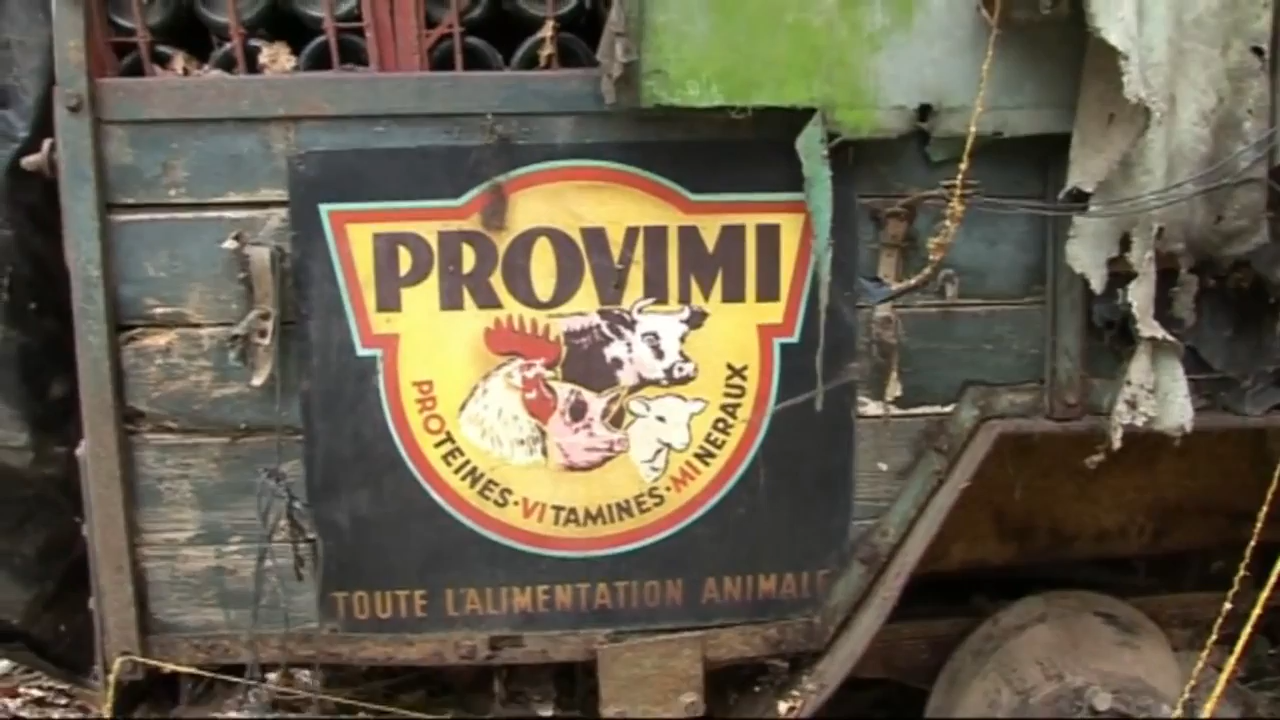 PROVIMI
PROTEINES·VITAMINES·MINERAUX
TOUTE L'ALIMENTATION ANIMALE